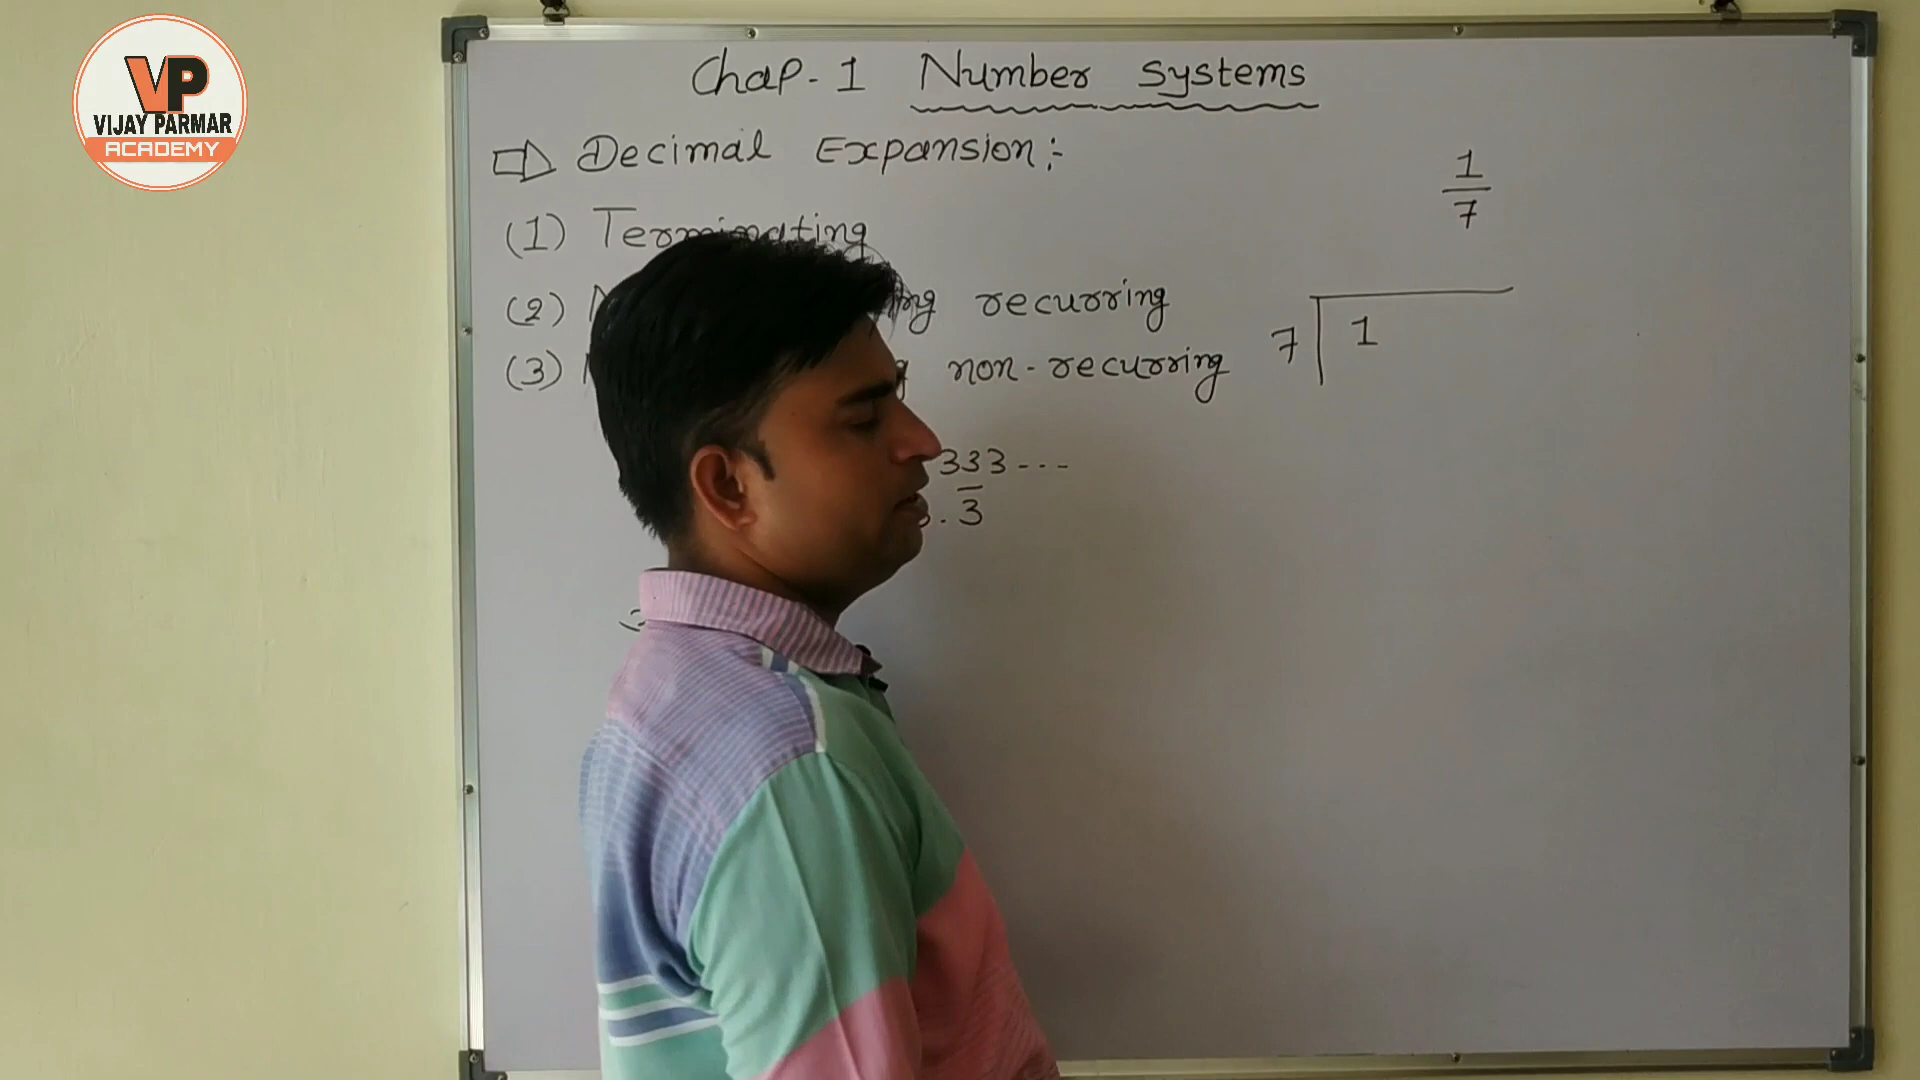 VP
VIJAY PARMAR
ACADEMY
Chap. 1 Number Systems
Decimal Expansion :-
(1) Terminating
(2) recurring
(3) non-recurring
333---
3
1
7
7 1